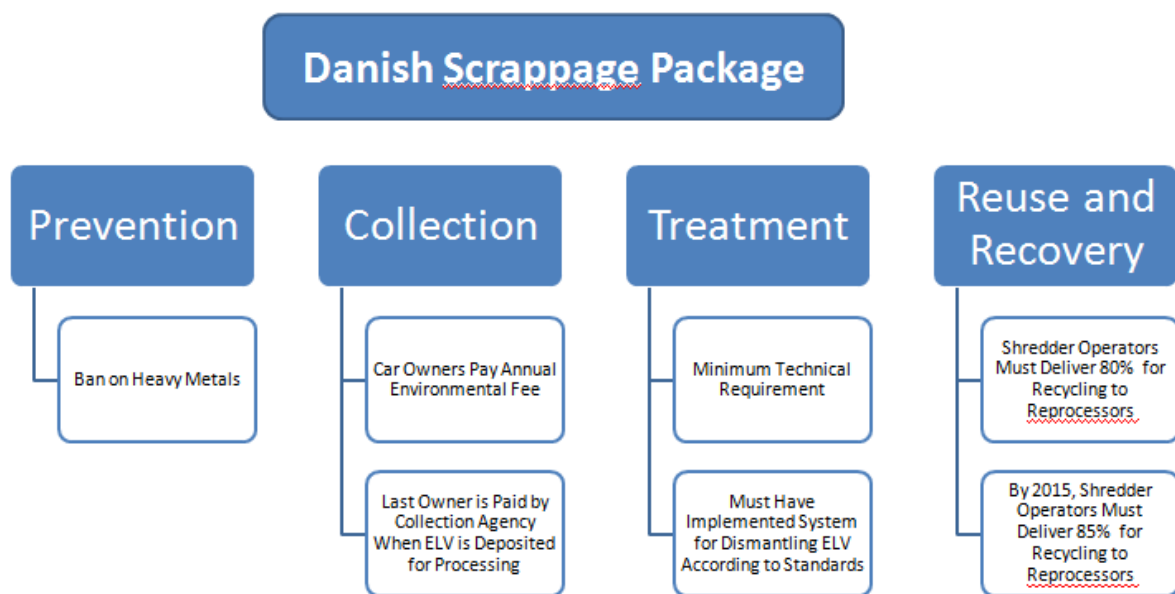 Danish Scrappage Package
Prevention
Ban on Heavy Metals
Collection
Car Owners Pay Annual
Environmental Fee
Last Owner is Paid by
Collection Agency
When ELV is Deposited
for Processing
Treatment
Minimum Technical
Requirement
Must Have
Implemented System
for Dismantling ELV
According to Standards
Reuse and
Recovery
Shredder Operators
Must Deliver 80% for
Recycling to
Reprocessors
By 2015, Shredder
Operators Must
Deliver 85% for
Recycling to
Reprocessors